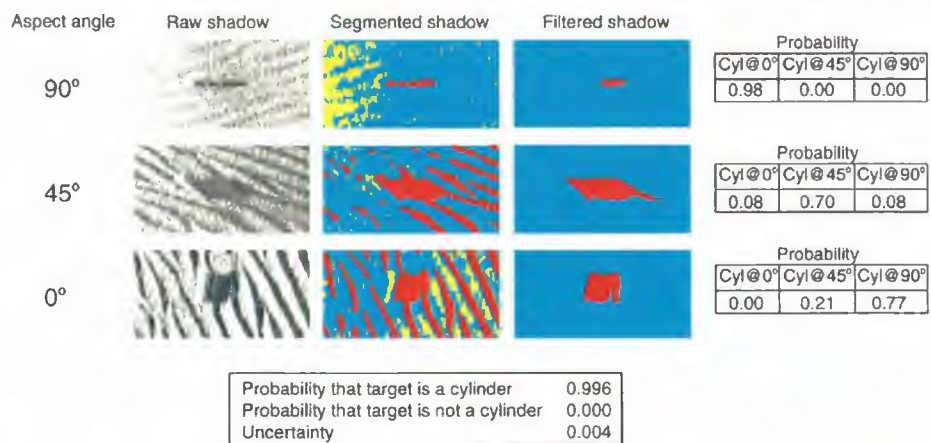 Aspect angle Raw shadow Segmented shadow Filtered shadow
Probability
Cyl@0° Cyl@45° Cyl@90°
90°
0.98 0.00 0.00
Probability
Cyl@0° Cyl@45° Cyl@90°
45°
0.08 0.70 0.08
Probability
Cyl@0° Cyl@45° Cyl@90°
0°
0.00 0.21 0.77
Probability that target is a cylinder 0.996
Probability that target is not a cylinder 0.000
Uncertainty 0.004